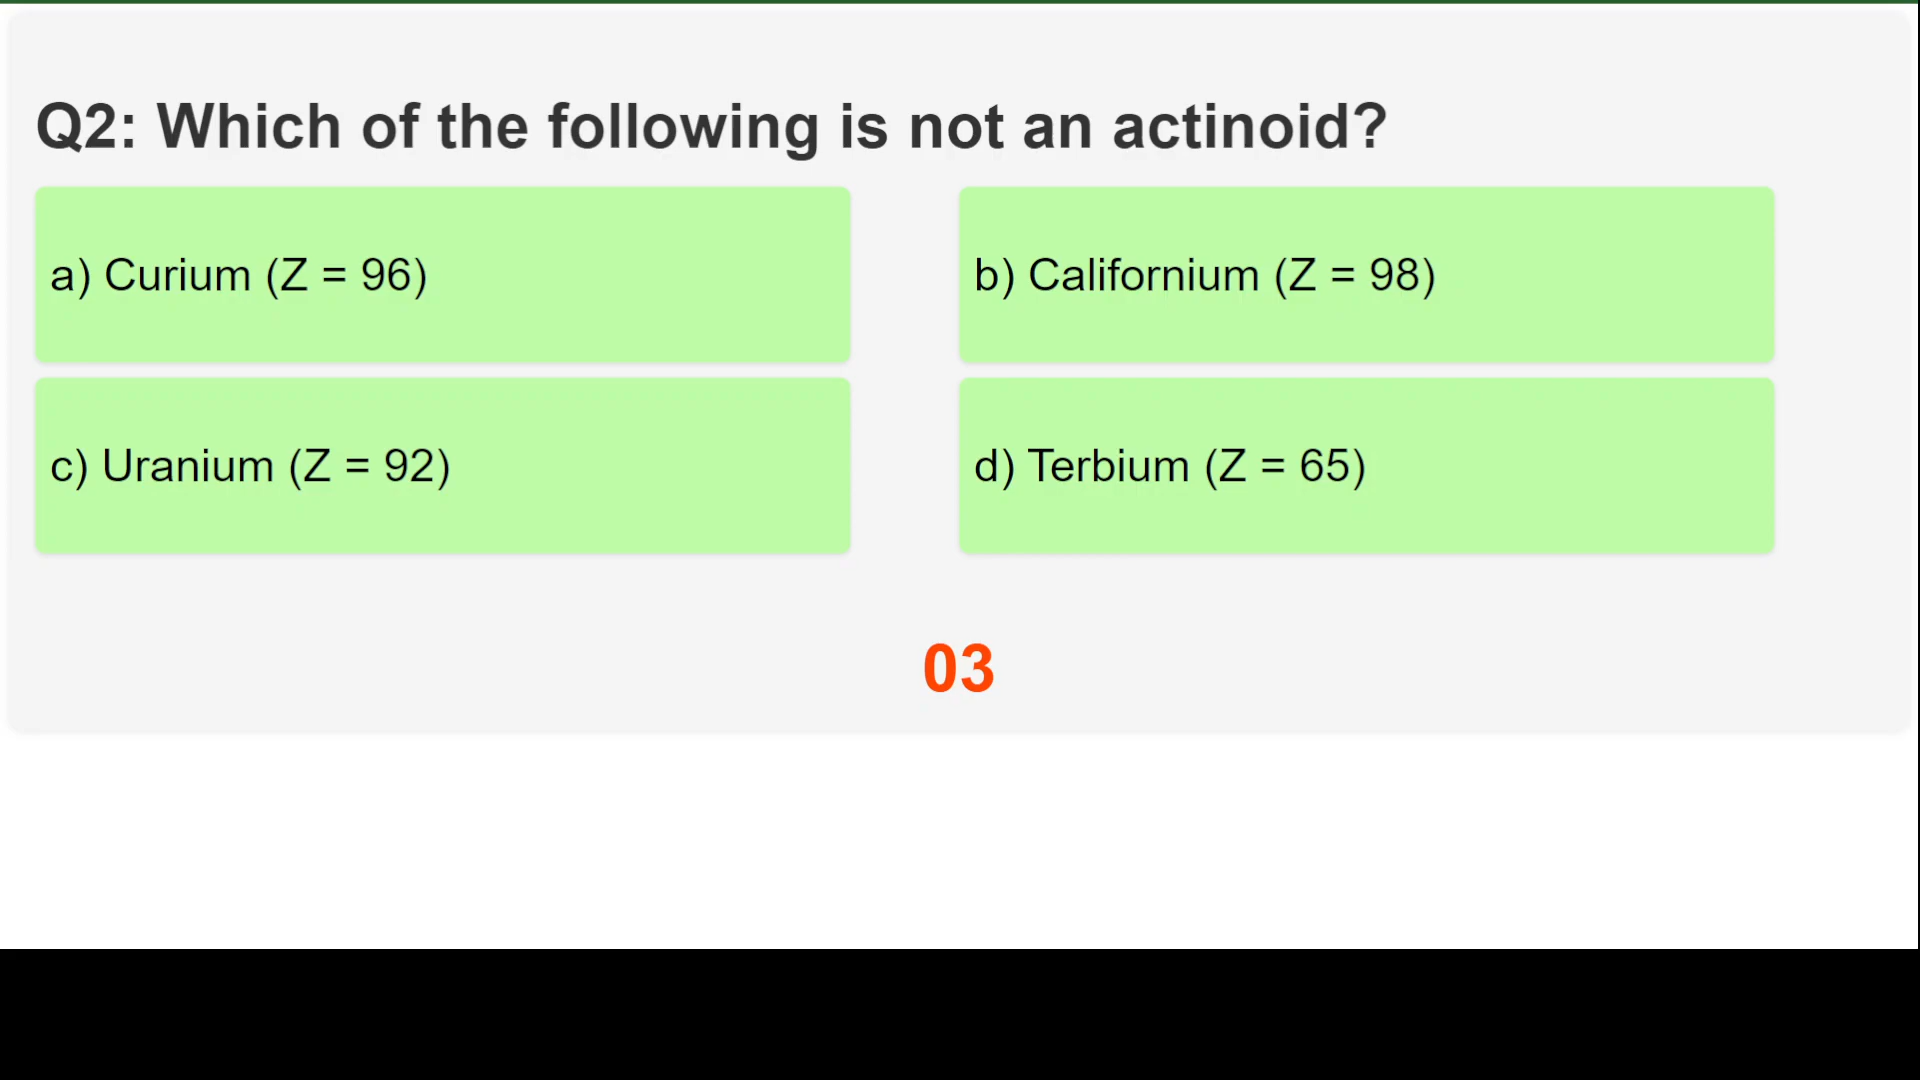 Q2: Which of the following is not an actinoid?
a) Curium (Z = 96)
b) Californium (Z = 98)
c) Uranium (Z = 92)
d) Terbium (Z = 65)
03